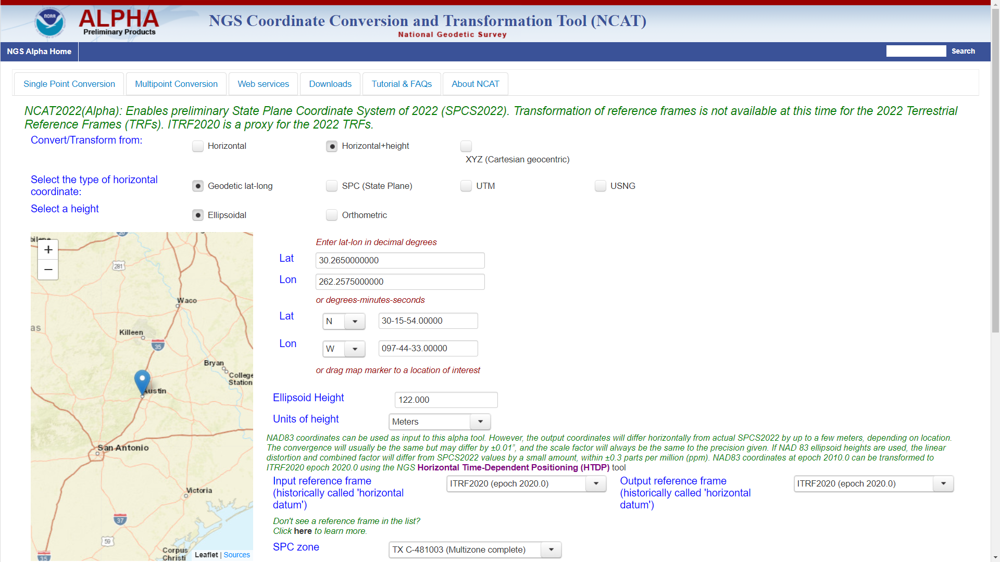 NOAA
ALPHA
Preliminary Products
NGS Coordinate Conversion and Transformation Tool (NCAT)
National Geodetic Survey
NGS Alpha Home
Search
Single Point Conversion
Multipoint Conversion
Web services
Downloads
Tutorial & FAQs
About NCAT
NCAT2022(Alpha): Enables preliminary State Plane Coordinate System of 2022 (SPCS2022). Transformation of reference frames is not available at this time for the 2022 Terrestrial
Reference Frames (TRFs). ITRF2020 is a proxy for the 2022 TRFs.
Convert/Transform from:
Horizontal
Horizontal+height
XYZ (Cartesian geocentric)
Select the type of horizontal
coordinate:
Geodetic lat-long
SPC (State Plane)
UTM
USNG
Select a height
Ellipsoidal
Orthometric
bilene
+
−
281
Waco
as
Killeen
35
Bryan
College
Station
Austin
San Antonio
Victoria
37
59
Corpus
Christi
35
Leaflet | Sources
Enter lat-lon in decimal degrees
Lat
30.2650000000
Lon
262.2575000000
or degrees-minutes-seconds
Lat
N
30-15-54.00000
Lon
W
097-44-33.00000
or drag map marker to a location of interest
Ellipsoid Height
122.000
Units of height
Meters
NAD83 coordinates can be used as input to this alpha tool. However, the output coordinates will differ horizontally from actual SPCS2022 by up to a few meters, depending on location.
The convergence will usually be the same but may differ by ±0.01”, and the scale factor will always be the same to the precision given. If NAD 83 ellipsoid heights are used, the linear
distortion and combined factor will differ from SPCS2022 values by a small amount, within ±0.3 parts per million (ppm). NAD83 coordinates at epoch 2010.0 can be transformed to
ITRF2020 epoch 2020.0 using the NGS Horizontal Time-Dependent Positioning (HTDP) tool
Input reference frame
(historically called 'horizontal
datum')
ITRF2020 (epoch 2020.0)
Output reference frame
(historically called 'horizontal
datum')
ITRF2020 (epoch 2020.0)
Don't see a reference frame in the list?
Click here to learn more.
SPC zone
TX C-481003 (Multizone complete)